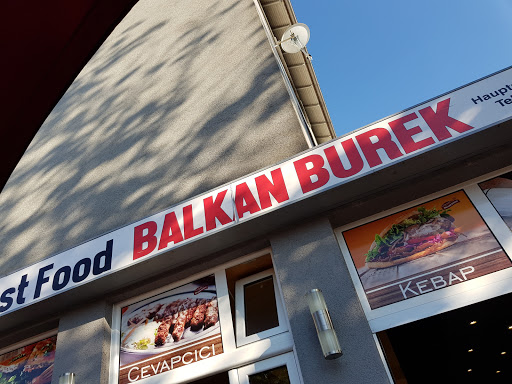 st Food BALKAN BUREK
Haupt
Te
CEVAPCICI
KEBAP